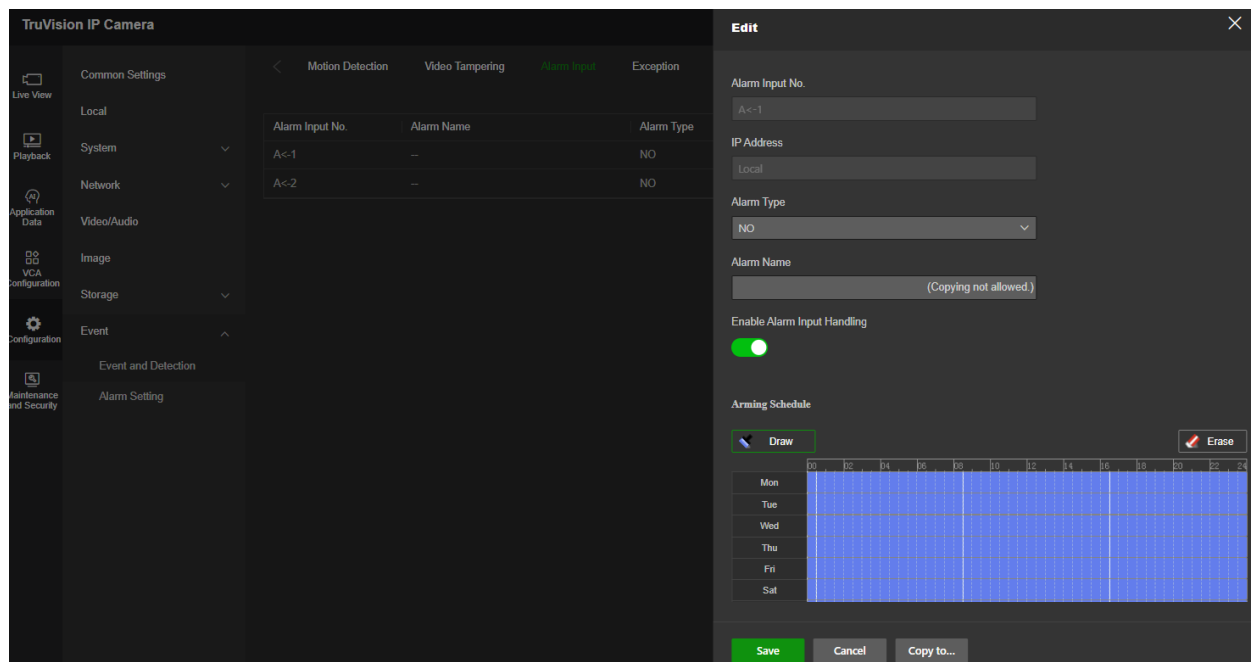 TruVision IP Camera
Live View
Playback
Application
Data
VCA
Configuration
Configuration
Maintenance
and Security
Common Settings
Local
System
Network
Video/Audio
Image
Storage
Event
Event and Detection
Alarm Setting
Motion Detection Video Tampering Alarm Input Exception
Alarm Input No. Alarm Name Alarm Type
A<-1 -- NO
A<-2 -- NO
Edit
Alarm Input No.
A<-1
IP Address
Local
Alarm Type
NO
Alarm Name
(Copying not allowed.)
Enable Alarm Input Handling
Arming Schedule
Draw Erase
00 02 04 06 08 10 12 14 16 18 20 22 24
Mon
Tue
Wed
Thu
Fri
Sat
Save Cancel Copy to...